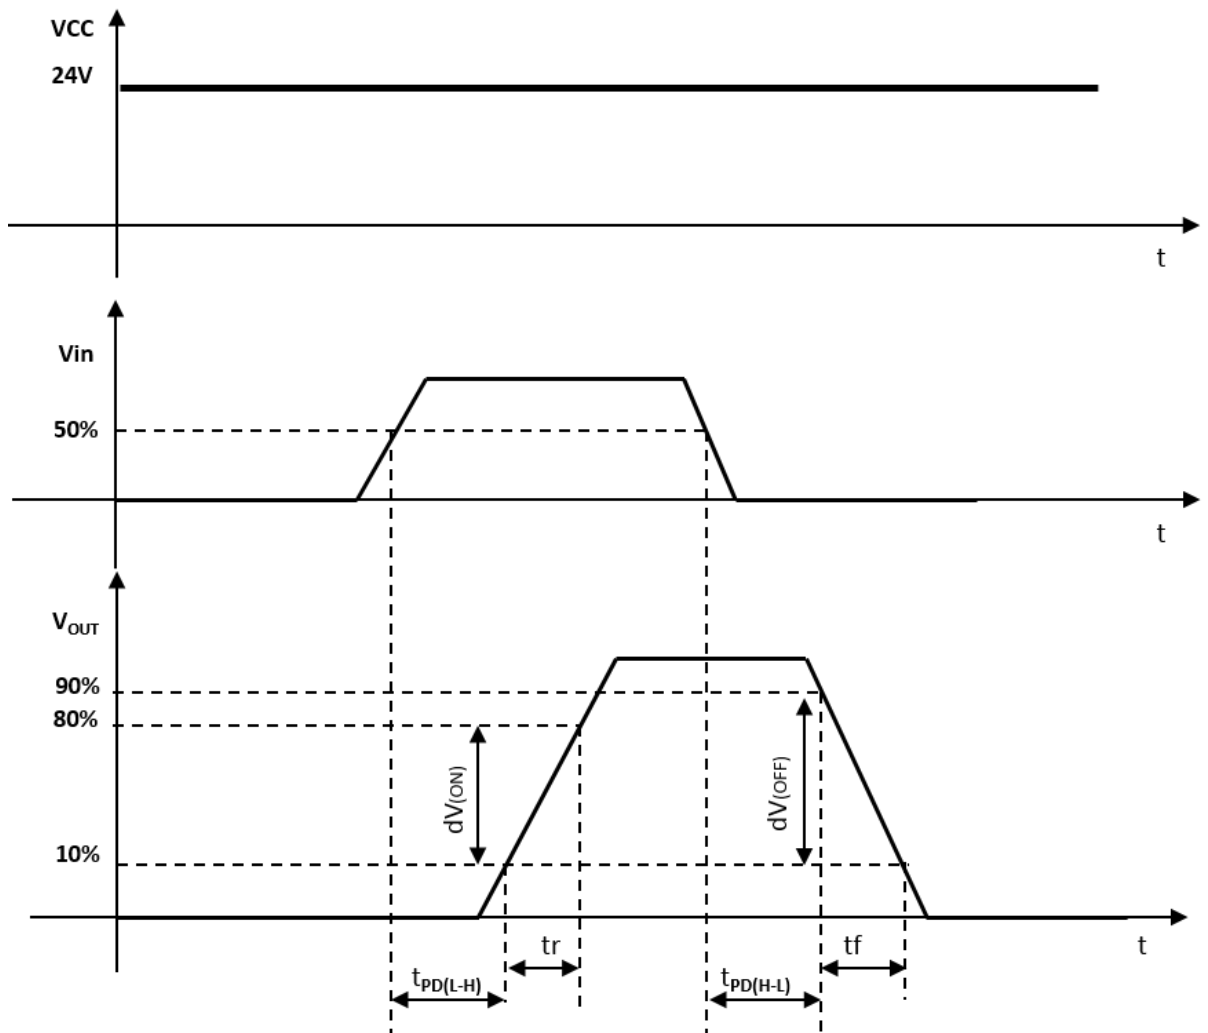 VCC
24V
t
Vin
50%
t
VOUT
90%
80%
dV(ON)
dV(OFF)
10%
tr
tf
t
tPD(L-H)
tPD(H-L)